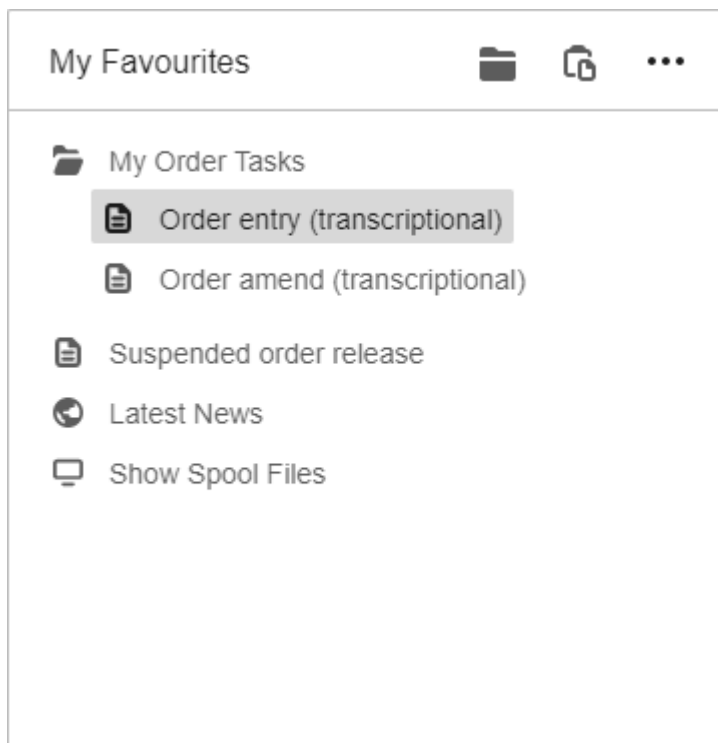 My Favourites
My Order Tasks
Order entry (transcriptional)
Order amend (transcriptional)
Suspended order release
Latest News
Show Spool Files